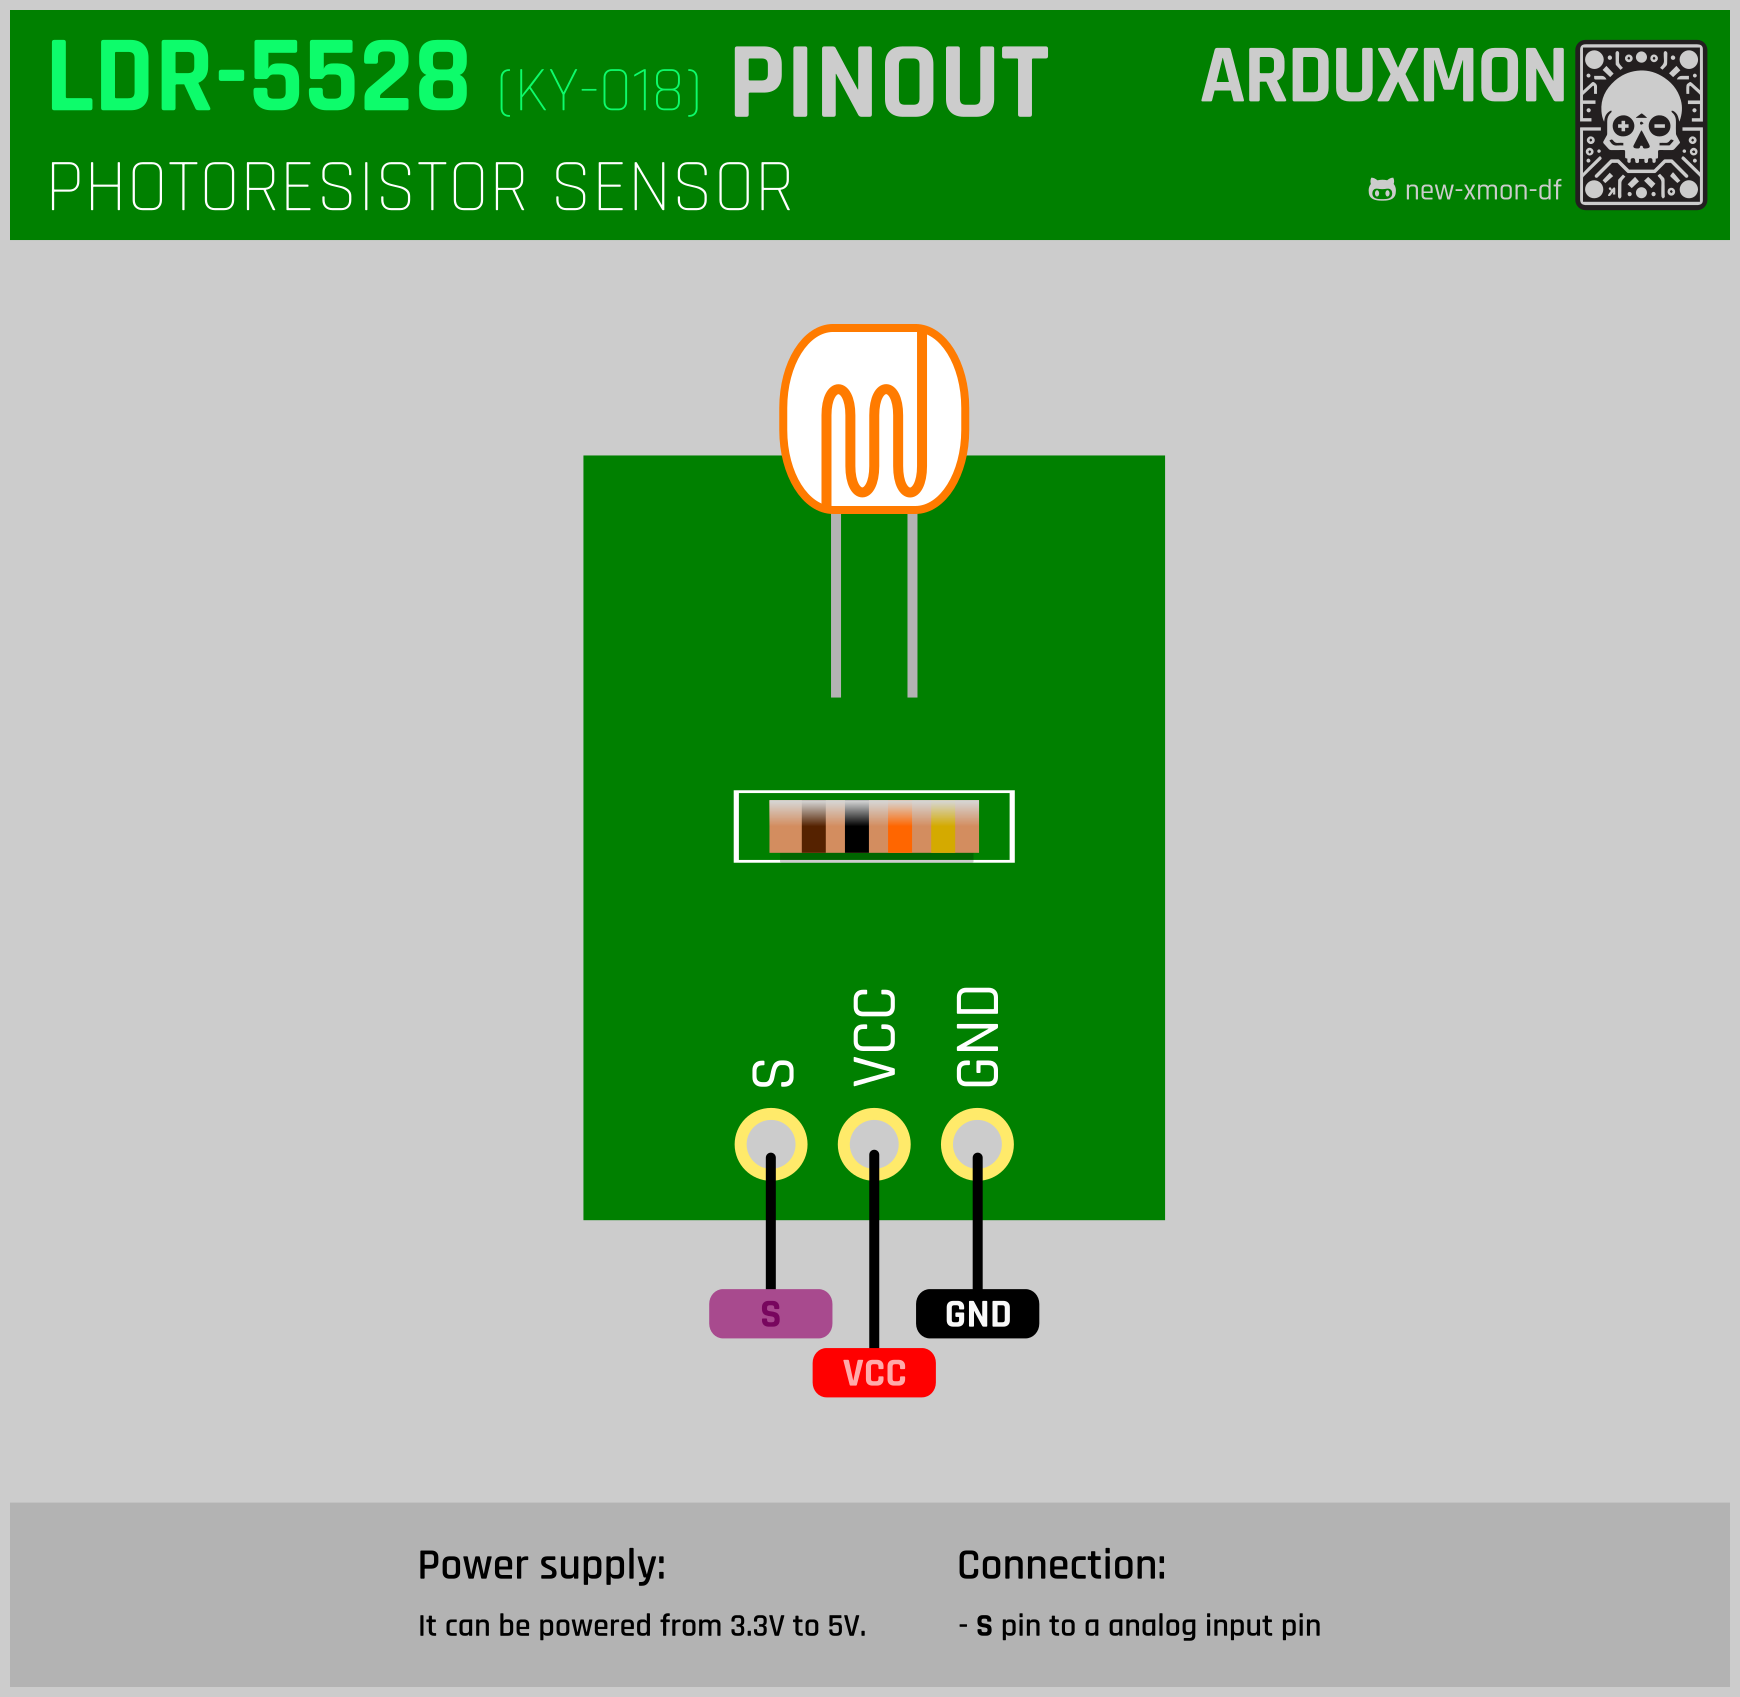 LDR-5528 (KY-018) PINOUT
PHOTORESISTOR SENSOR
ARDUXMON
new-xmon-df
S
VCC
GND
S
GND
VCC
Power supply:
It can be powered from 3.3V to 5V.
Connection:
- S pin to a analog input pin